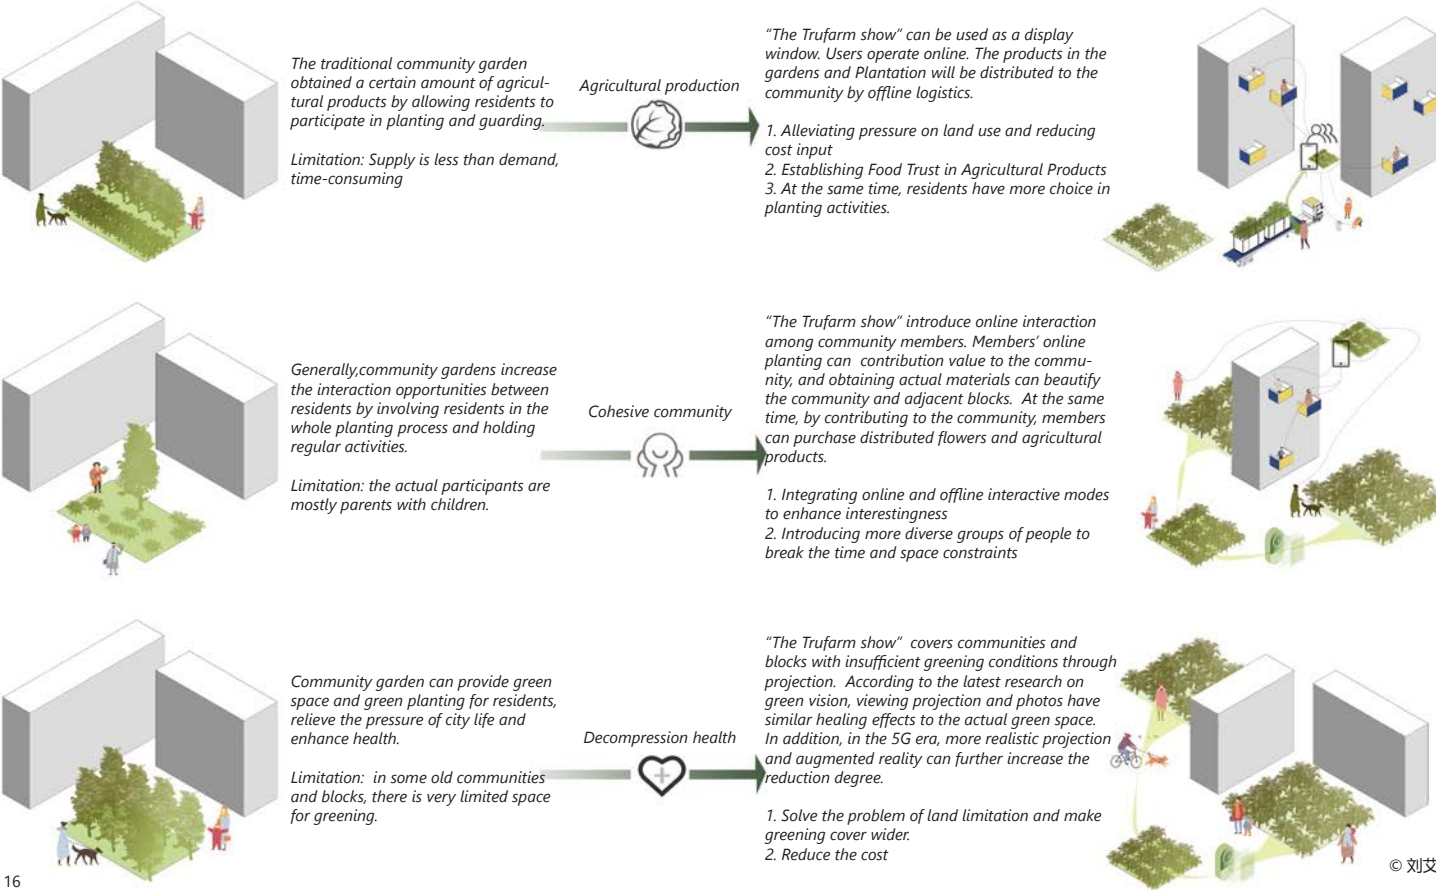 The traditional community garden
obtained a certain amount of agricul-
tural products by allowing residents to
participate in planting and guarding.
Limitation: Supply is less than demand,
time-consuming
Agricultural production
“The Trufarm show” can be used as a display
window. Users operate online. The products in the
gardens and Plantation will be distributed to the
community by offline logistics.
1. Alleviating pressure on land use and reducing
cost input
2. Establishing Food Trust in Agricultural Products
3. At the same time, residents have more choice in
planting activities.
Generally,community gardens increase
the interaction opportunities between
residents by involving residents in the
whole planting process and holding
regular activities.
Limitation: the actual participants are
mostly parents with children.
Cohesive community
“The Trufarm show” introduce online interaction
among community members. Members’ online
planting can  contribution value to the commu-
nity, and obtaining actual materials can beautify
the community and adjacent blocks.  At the same
time, by contributing to the community, members
can purchase distributed flowers and agricultural
products.
1. Integrating online and offline interactive modes
to enhance interestingness
2. Introducing more diverse groups of people to
break the time and space constraints
Community garden can provide green
space and green planting for residents,
relieve the pressure of city life and
enhance health.
Limitation:  in some old communities
and blocks, there is very limited space
for greening.
Decompression health
“The Trufarm show”  covers communities and
blocks with insufficient greening conditions through
projection.  According to the latest research on
green vision, viewing projection and photos have
similar healing effects to the actual green space.
In addition, in the 5G era, more realistic projection
and augmented reality can further increase the
reduction degree.
1. Solve the problem of land limitation and make
greening cover wider.
2. Reduce the cost
16
© 刘艾